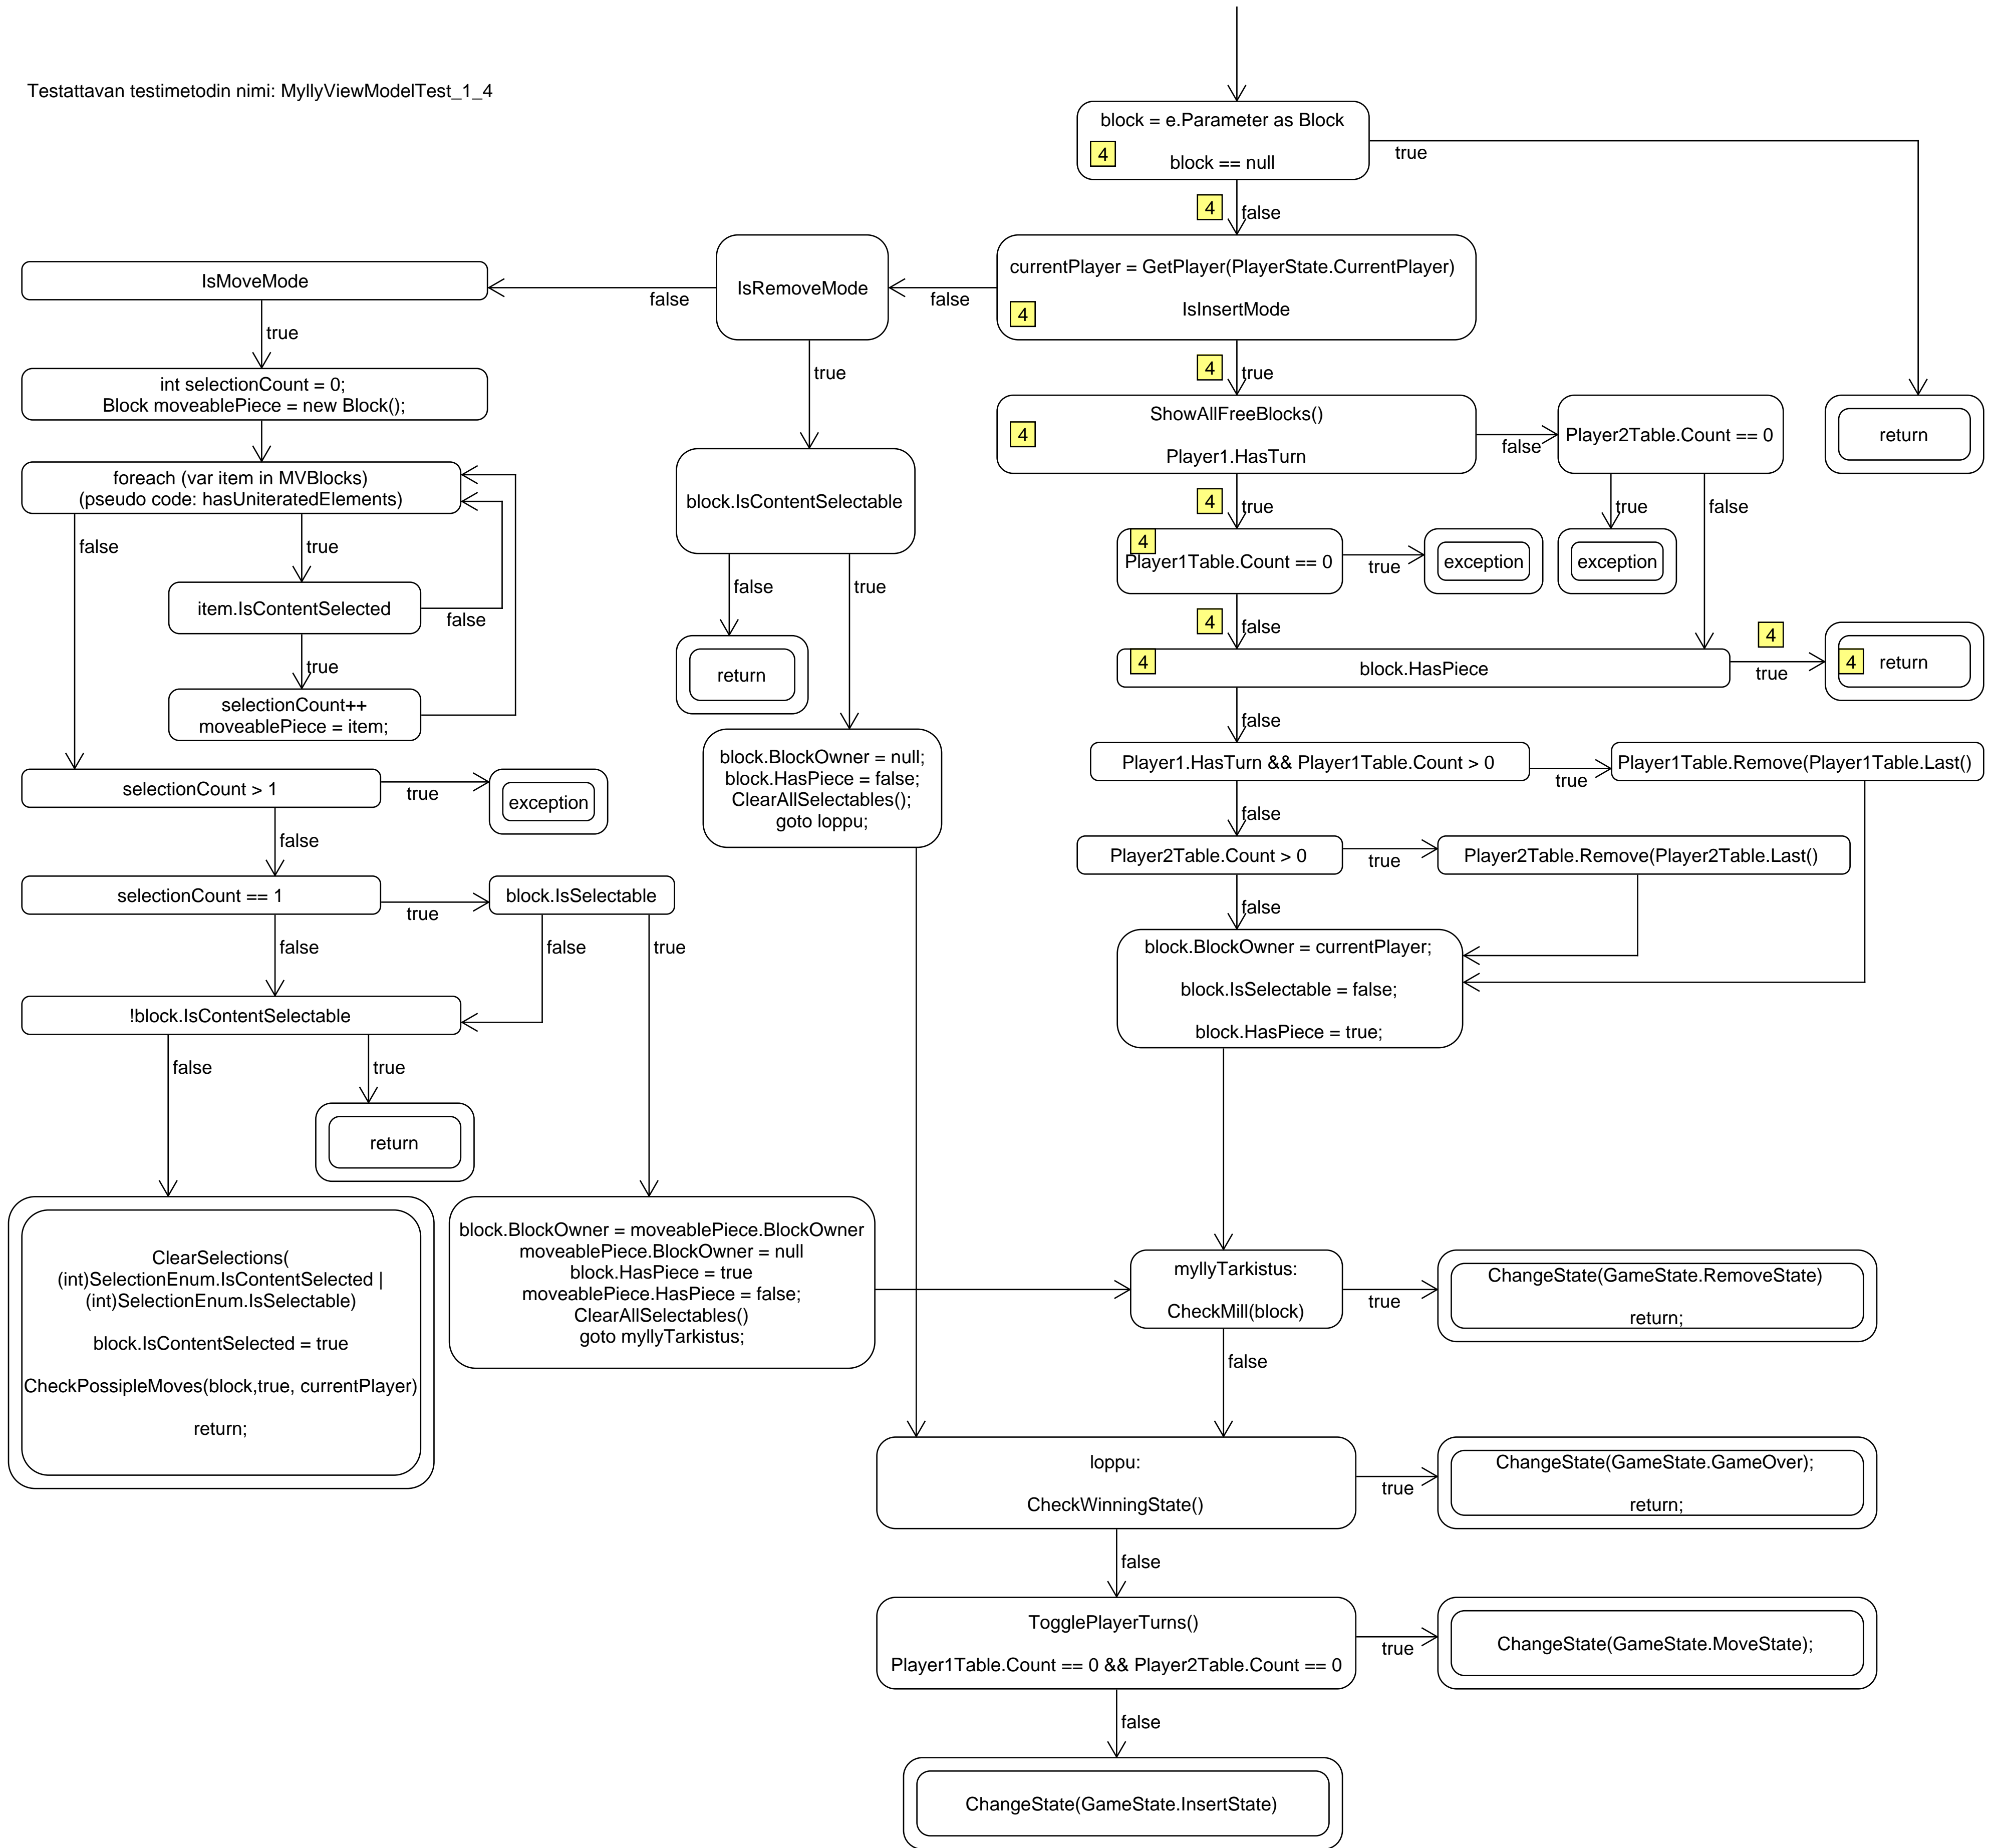 Testattavan testimetodin nimi: MyllyViewModelTest_1_4
block = e.Parameter as Block
4
block == null
true
4
false
currentPlayer = GetPlayer(PlayerState.CurrentPlayer)
IsInsertMode
4
false
IsRemoveMode
false
IsMoveMode
true
int selectionCount = 0;
Block moveablePiece = new Block();
foreach (var item in MVBlocks)
(pseudo code: hasUniteratedElements)
false
true
item.IsContentSelected
false
true
selectionCount++
moveablePiece = item;
selectionCount > 1
true
exception
false
selectionCount == 1
true
block.IsSelectable
false
false
true
!block.IsContentSelectable
false
true
return
ClearSelections(
(int)SelectionEnum.IsContentSelected |
(int)SelectionEnum.IsSelectable)
block.IsContentSelected = true
CheckPossipleMoves(block,true, currentPlayer)
return;
block.BlockOwner = moveablePiece.BlockOwner
moveablePiece.BlockOwner = null
block.HasPiece = true
moveablePiece.HasPiece = false;
ClearAllSelectables()
goto myllyTarkistus;
true
block.IsContentSelectable
false
true
return
block.BlockOwner = null;
block.HasPiece = false;
ClearAllSelectables();
goto loppu;
4
true
ShowAllFreeBlocks()
4
Player1.HasTurn
false
Player2Table.Count == 0
return
4
true
true
false
4
Player1Table.Count == 0
true
exception
exception
4
false
4
block.HasPiece
4
true
4
return
false
Player1.HasTurn && Player1Table.Count > 0
true
Player1Table.Remove(Player1Table.Last()
false
Player2Table.Count > 0
true
Player2Table.Remove(Player2Table.Last()
false
block.BlockOwner = currentPlayer;
block.IsSelectable = false;
block.HasPiece = true;
myllyTarkistus:
CheckMill(block)
true
ChangeState(GameState.RemoveState)
return;
false
loppu:
CheckWinningState()
true
ChangeState(GameState.GameOver);
return;
false
TogglePlayerTurns()
Player1Table.Count == 0 && Player2Table.Count == 0
true
ChangeState(GameState.MoveState);
false
ChangeState(GameState.InsertState)